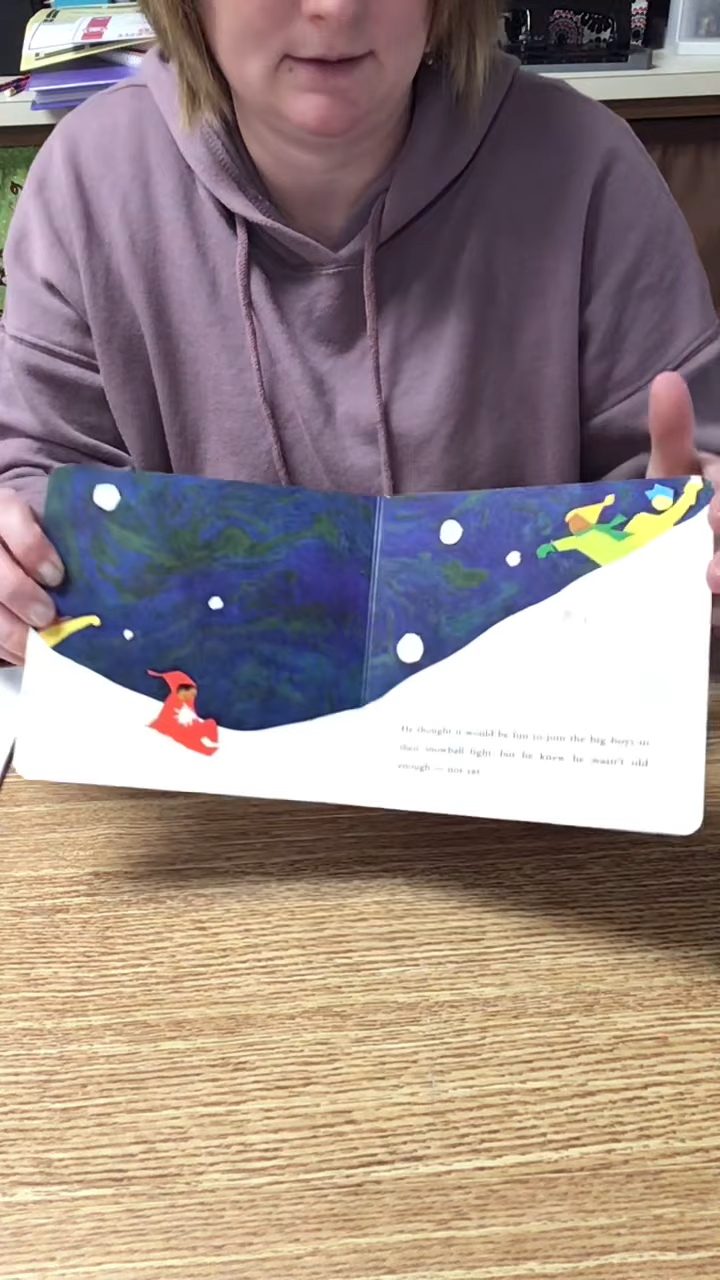 He thought it would be fun to join the big boys in
their snowball fight, but he knew he wasn't old
enough — not yet.